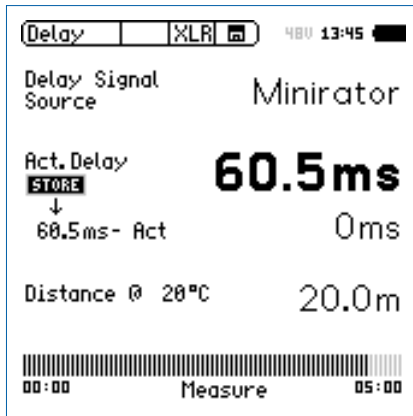 Delay XLR 48V 13:45
Delay Signal
Source Minirator
Act. Delay 60.5ms
STORE
↓
60.5ms- Act 0ms
Distance @ 20°C 20.0m
00:00 Measure 05:00